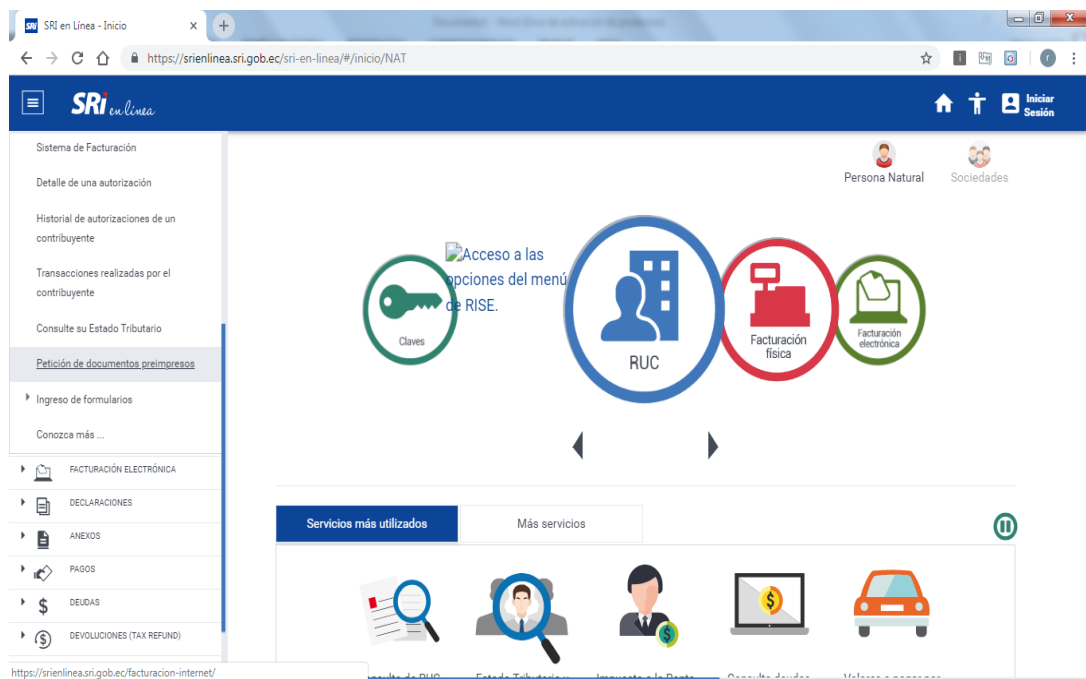 SRI en Línea - Inicio
https://srienlinea.sri.gob.ec/sri-en-linea/#/inicio/NAT
SRi en línea
Iniciar
Sesión
Sistema de Facturación
Detalle de una autorización
Historial de autorizaciones de un
contribuyente
Transacciones realizadas por el
contribuyente
Consulte su Estado Tributario
Petición de documentos preimpresos
Ingreso de formularios
Conozca más ...
FACTURACIÓN ELECTRÓNICA
DECLARACIONES
ANEXOS
PAGOS
DEUDAS
DEVOLUCIONES (TAX REFUND)
https://srienlinea.sri.gob.ec/facturacion-internet/
Persona Natural
Sociedades
Claves
Acceso a las
opciones del menú
de RISE.
RUC
Facturación
física
Facturación
electrónica
Servicios más utilizados
Más servicios